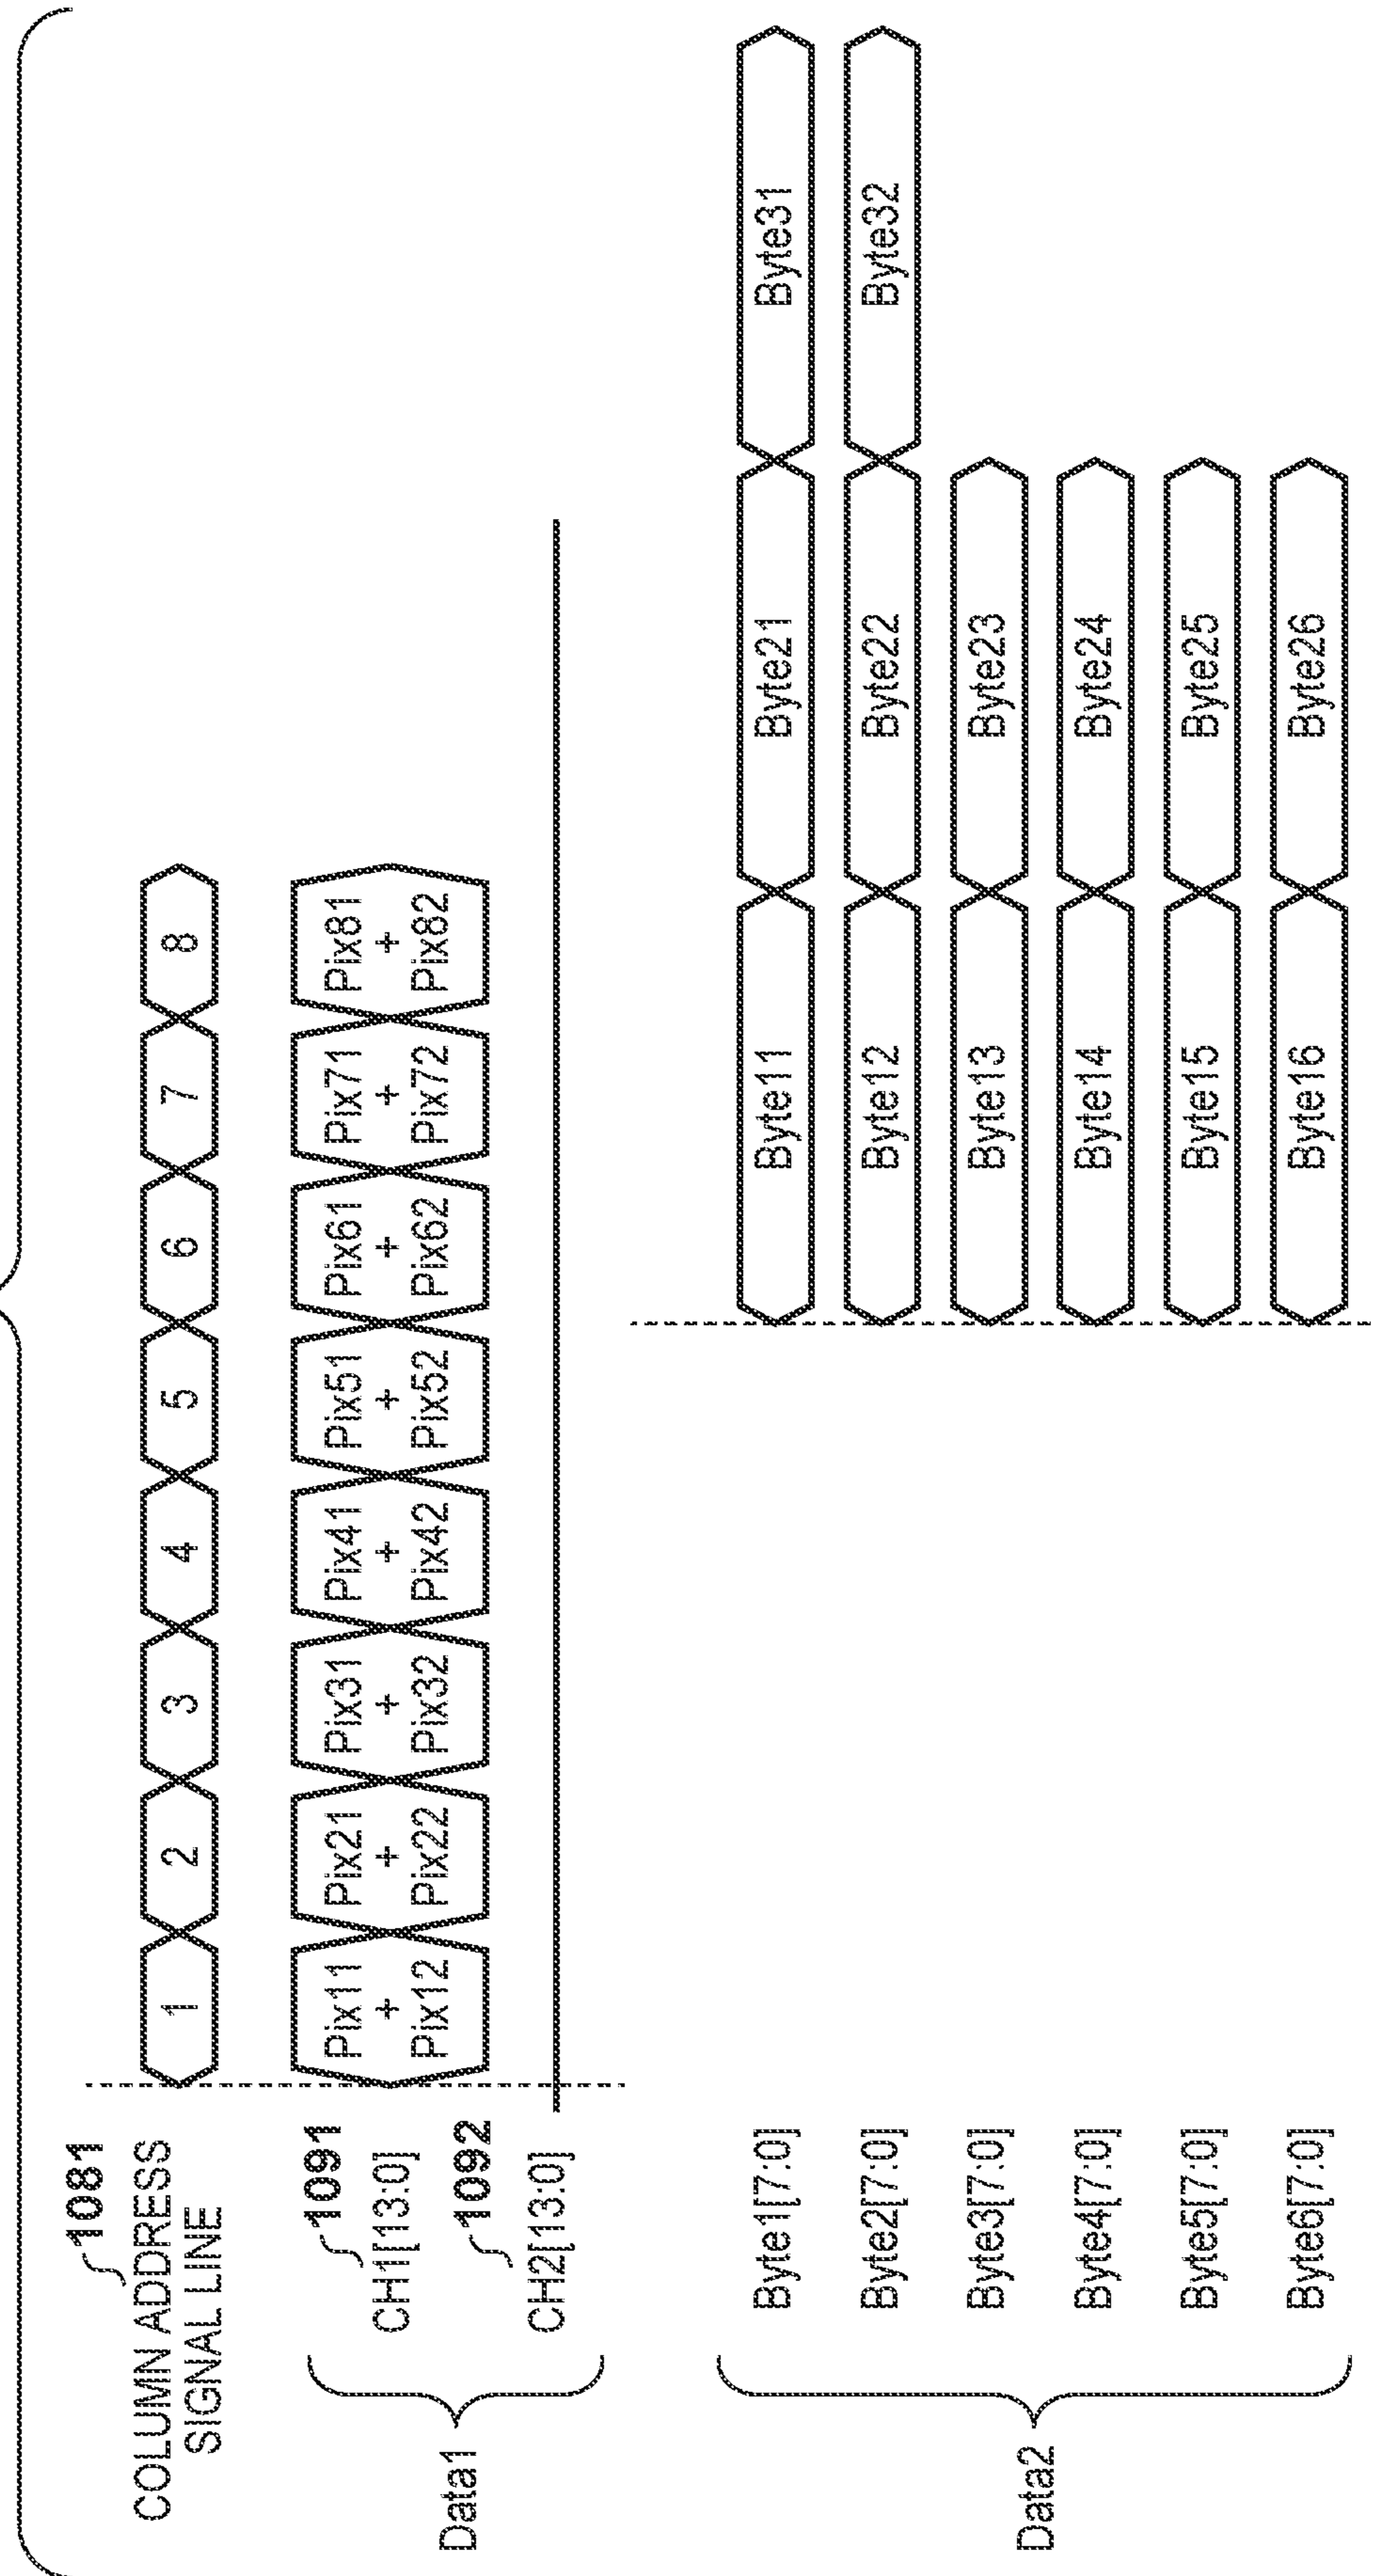 1081
COLUMN ADDRESS
SIGNAL LINE
1 2 3 4 5 6 7 8
Data1
1091
CH1[13:0]
Pix11 Pix21 Pix31 Pix41 Pix51 Pix61 Pix71 Pix81
+ + + + + + + +
Pix12 Pix22 Pix32 Pix42 Pix52 Pix62 Pix72 Pix82
1092
CH2[13:0]
Data2
Byte1[7:0] Byte11 Byte21 Byte31
Byte2[7:0] Byte12 Byte22 Byte32
Byte3[7:0] Byte13 Byte23
Byte4[7:0] Byte14 Byte24
Byte5[7:0] Byte15 Byte25
Byte6[7:0] Byte16 Byte26